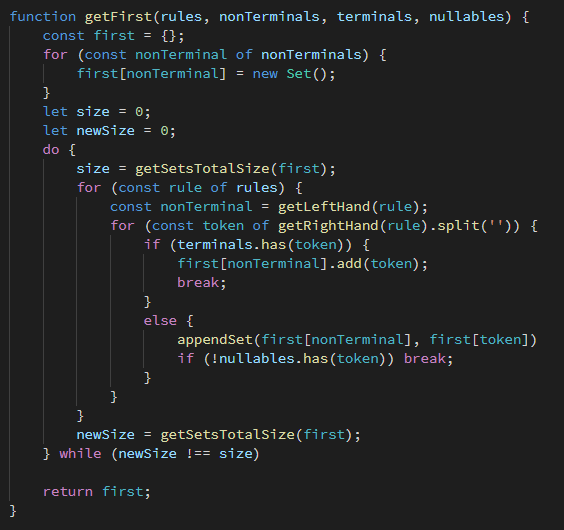 function getFirst(rules, nonTerminals, terminals, nullables) {
    const first = {};
    for (const nonTerminal of nonTerminals) {
        first[nonTerminal] = new Set();
    }
    let size = 0;
    let newSize = 0;
    do {
        size = getSetsTotalSize(first);
        for (const rule of rules) {
            const nonTerminal = getLeftHand(rule);
            for (const token of getRightHand(rule).split('')) {
                if (terminals.has(token)) {
                    first[nonTerminal].add(token);
                    break;
                }
                else {
                    appendSet(first[nonTerminal], first[token])
                    if (!nullables.has(token)) break;
                }
            }
        }
        newSize = getSetsTotalSize(first);
    } while (newSize !== size)

    return first;
}